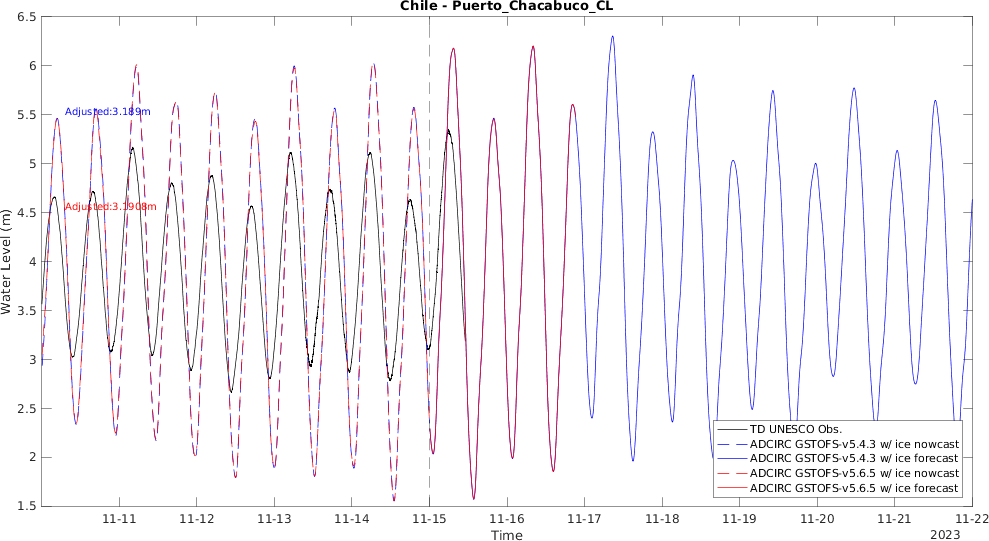 Chile - Puerto_Chacabuco_CL
6.5
6
5.5
5
4.5
4
3.5
3
2.5
2
1.5
Water Level (m)
Adjusted:3.189m
Adjusted:3.1908m
TD UNESCO Obs.
ADCIRC GSTOFS-v5.4.3 w/ ice nowcast
ADCIRC GSTOFS-v5.4.3 w/ ice forecast
ADCIRC GSTOFS-v5.6.5 w/ ice nowcast
ADCIRC GSTOFS-v5.6.5 w/ ice forecast
11-11 11-12 11-13 11-14 11-15 11-16 11-17 11-18 11-19 11-20 11-21 11-22
Time
2023